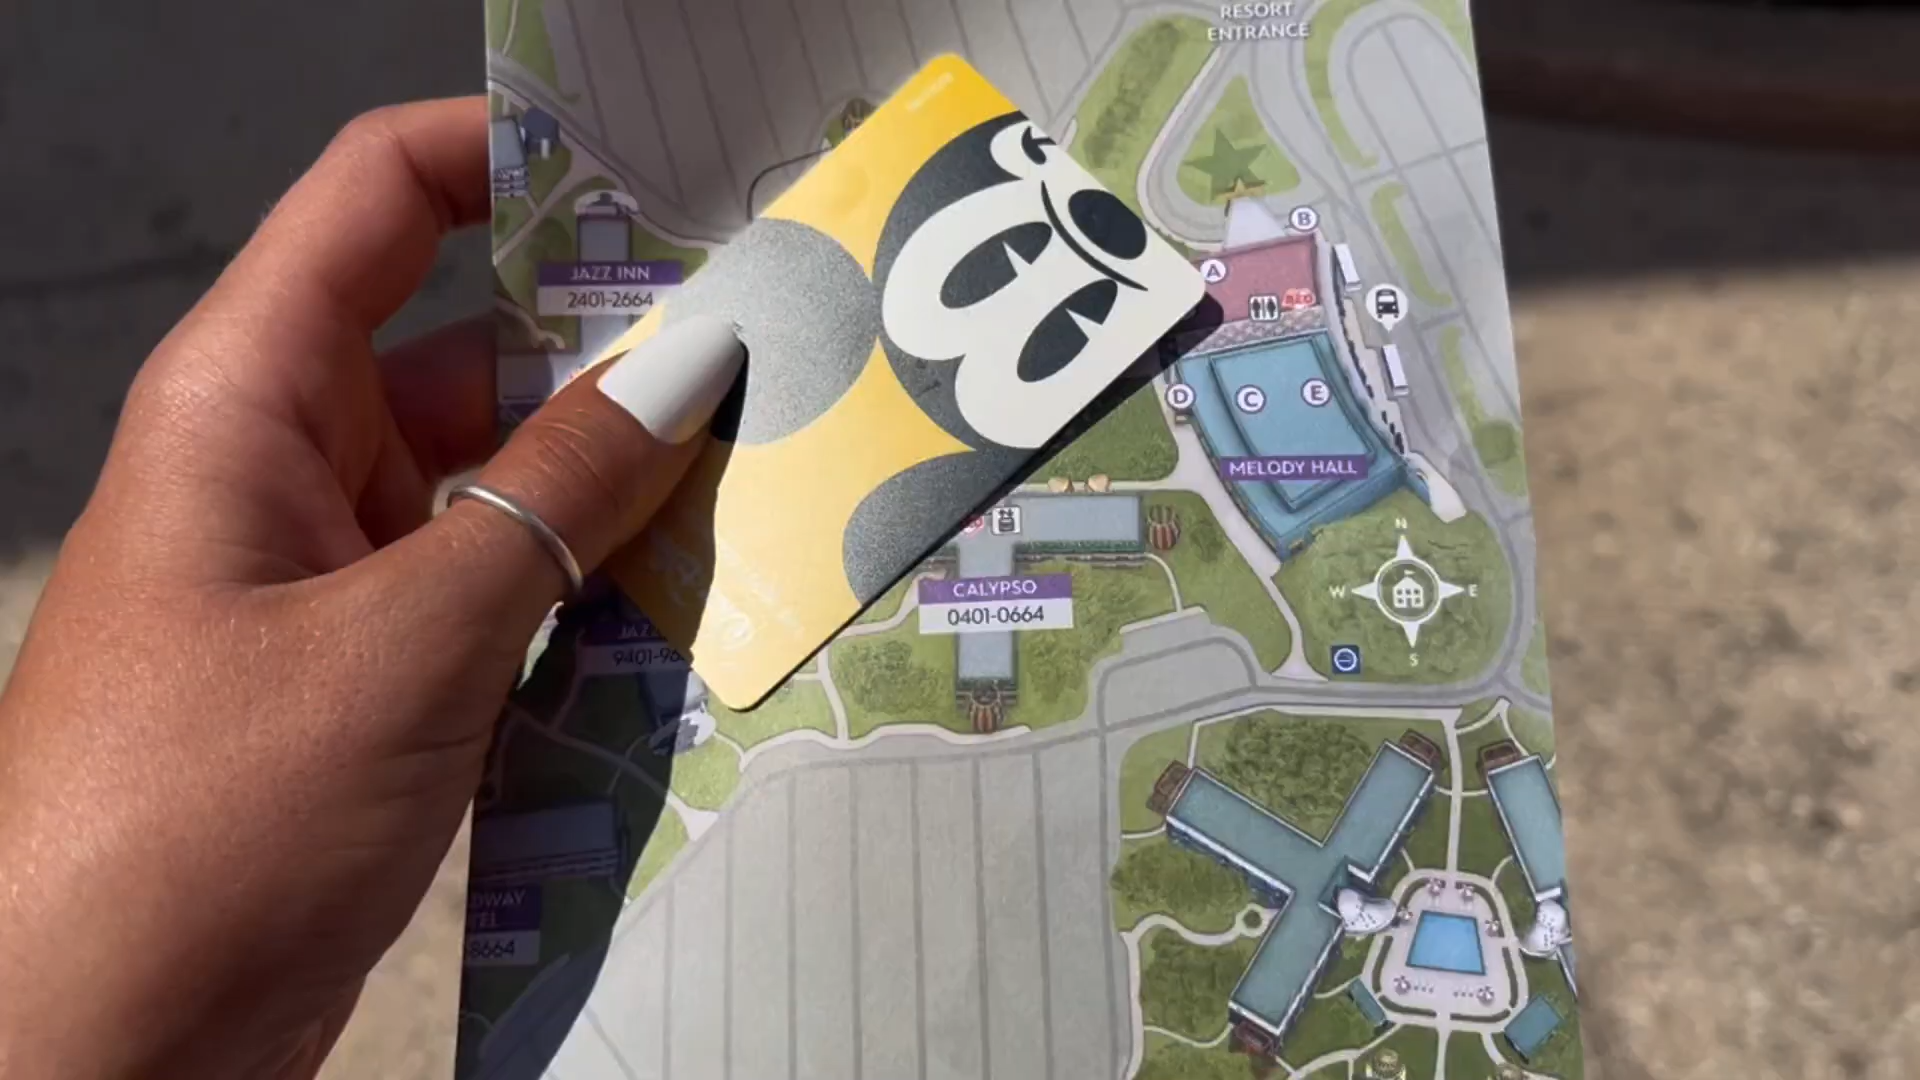 RESORT
ENTRANCE
B
A
JAZZ INN
2401-2664
D
C
E
MELODY HALL
N
W
E
S
CALYPSO
0401-0664